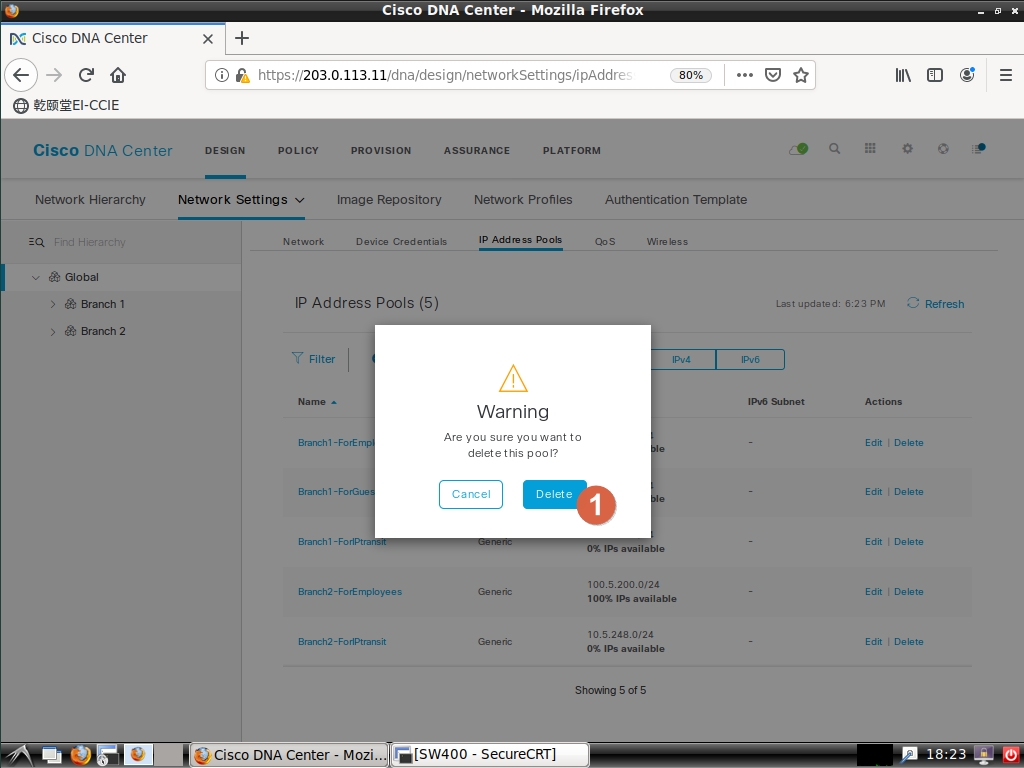 Cisco DNA Center - Mozilla Firefox
Cisco DNA Center
https://203.0.113.11/dna/design/networkSettings/ipAddres
80%
乾颐堂EI-CCIE
Cisco DNA Center
DESIGN
POLICY
PROVISION
ASSURANCE
PLATFORM
Network Hierarchy
Network Settings
Image Repository
Network Profiles
Authentication Template
Find Hierarchy
Global
Branch 1
Branch 2
Network
Device Credentials
IP Address Pools
QoS
Wireless
IP Address Pools (5)
Last updated: 6:23 PM
Refresh
Filter
IPv4
IPv6
Name
IPv6 Subnet
Actions
Branch1-ForEmpl
-
Edit | Delete
Branch1-ForGues
-
Edit | Delete
Warning
Are you sure you want to
delete this pool?
Cancel
Delete
1
Branch1-ForIPtransit
Generic
0% IPs available
-
Edit | Delete
Branch2-ForEmployees
Generic
100.5.200.0/24
100% IPs available
-
Edit | Delete
Branch2-ForIPtransit
Generic
10.5.248.0/24
0% IPs available
-
Edit | Delete
Showing 5 of 5
Cisco DNA Center - Mozi...
[SW400 - SecureCRT]
18:23